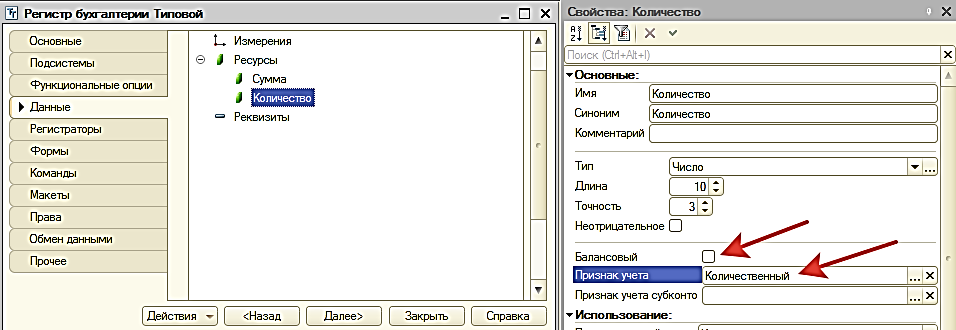 Регистр бухгалтерии Типовой
Основные
Подсистемы
Функциональные опции
Данные
Регистраторы
Формы
Команды
Макеты
Права
Обмен данными
Прочее
Измерения
Ресурсы
Сумма
Количество
Реквизиты
Действия
<Назад
Далее>
Закрыть
Справка
Свойства: Количество
Поиск (Ctrl+Alt+I)
Основные:
Имя Количество
Синоним Количество
Комментарий
Тип Число
Длина 10
Точность 3
Неотрицательное
Балансовый
Признак учета Количественный
Признак учета субконто
Использование: